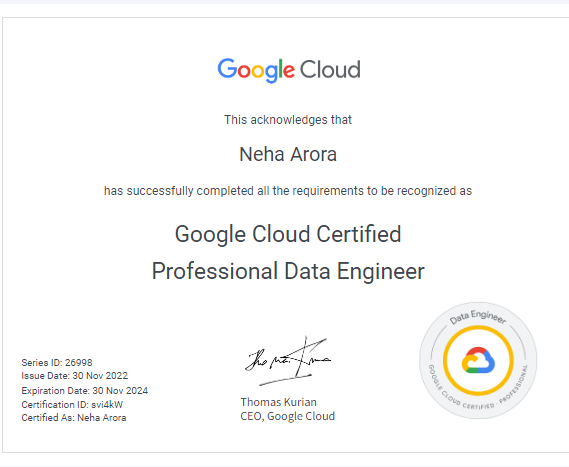 Google Cloud
This acknowledges that
Neha Arora
has successfully completed all the requirements to be recognized as
Google Cloud Certified
Professional Data Engineer
Series ID: 26998
Issue Date: 30 Nov 2022
Expiration Date: 30 Nov 2024
Certification ID: svi4kW
Certified As: Neha Arora
Thomas Kurian
CEO, Google Cloud
Data Engineer
GOOGLE CLOUD CERTIFIED · PROFESSIONAL